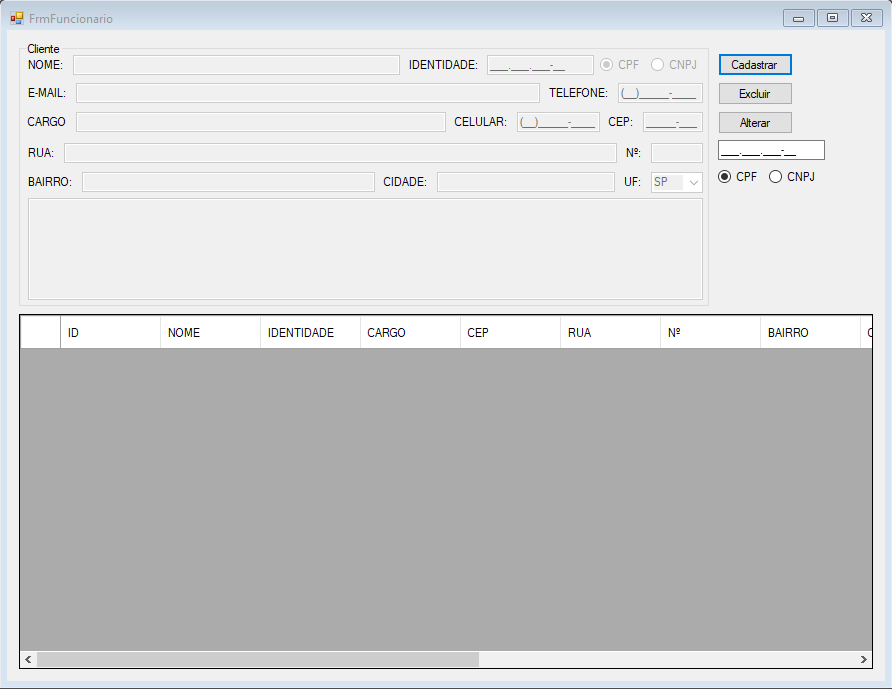 FrmFuncionario
Cliente
NOME: IDENTIDADE: ___.___.___-__ CPF CNPJ Cadastrar
E-MAIL: TELEFONE: (__)_____-____ Excluir
CARGO CELULAR: (__)_____-____ CEP: _____-___ Alterar
RUA: Nº: ___.___.___-__
BAIRRO: CIDADE: UF: SP CPF CNPJ
ID NOME IDENTIDADE CARGO CEP RUA Nº BAIRRO